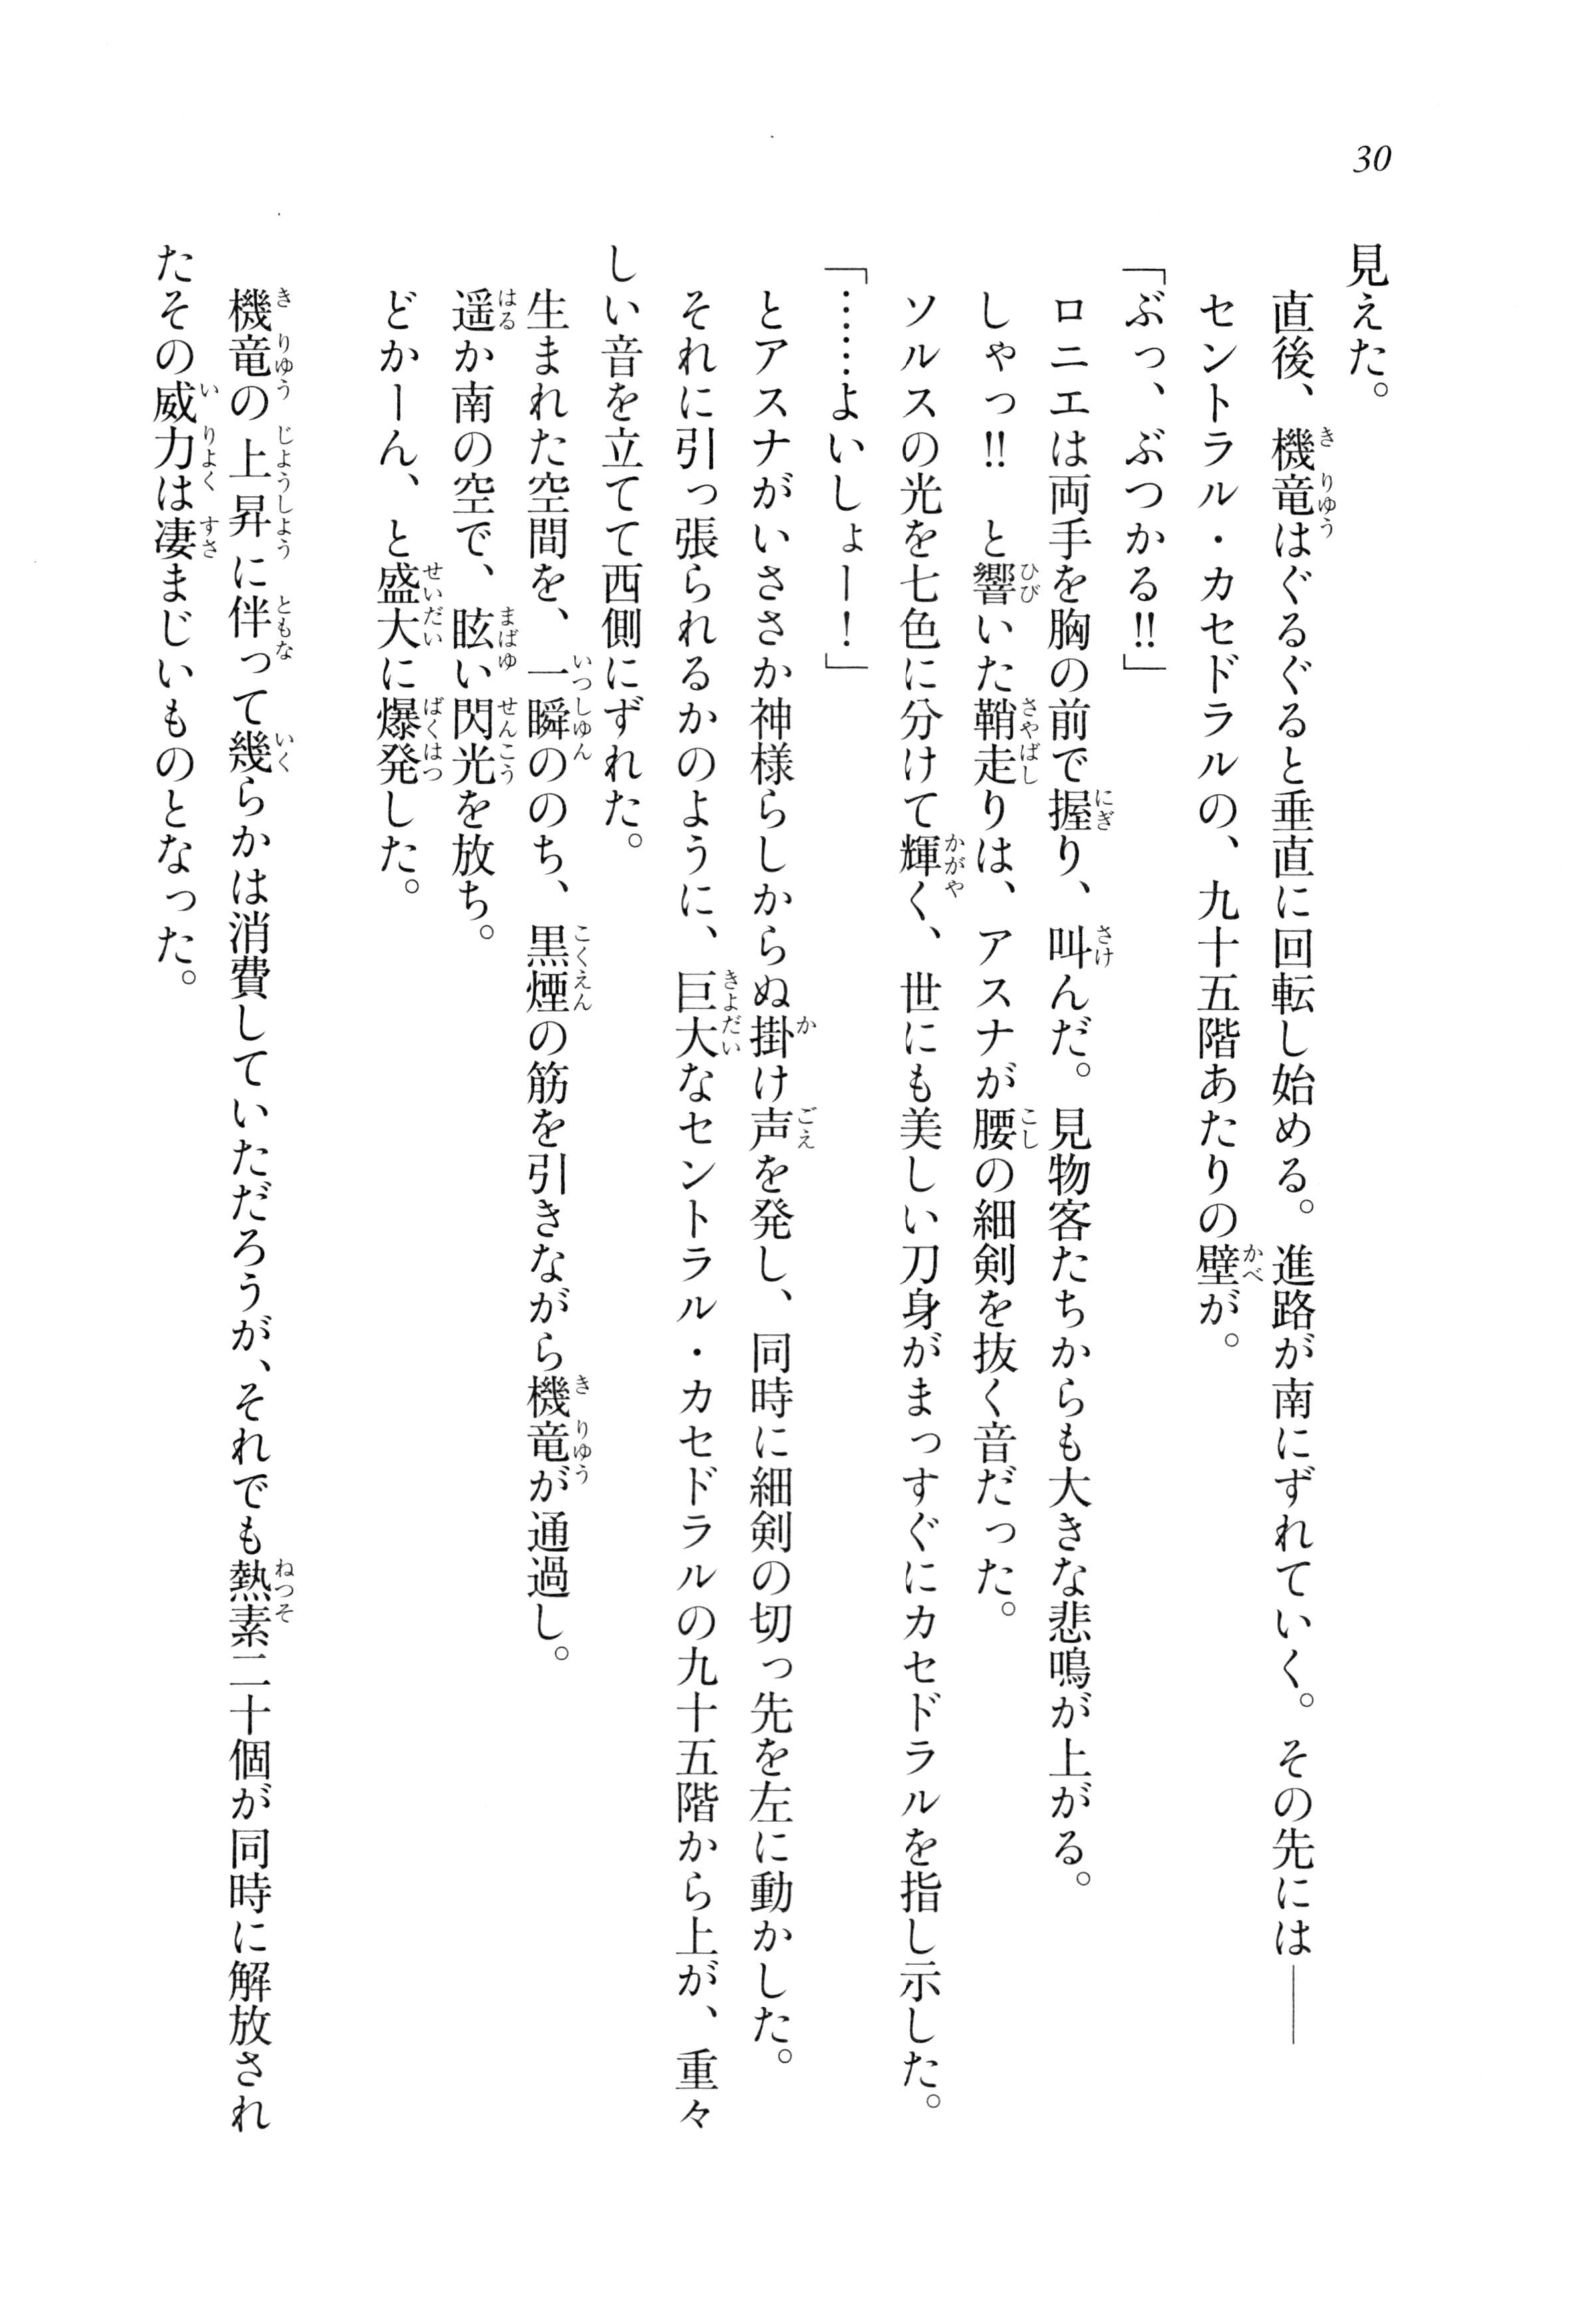 30
見えた。
直後、機竜はぐるぐると垂直に回転し始める。進路が南にずれていく。その先には――
セントラル・カセドラルの、九十五階あたりの壁が。
「ぶっ、ぶつかる!!」
ロニエは両手を胸の前で握り、叫んだ。見物客たちからも大きな悲鳴が上がる。
しゃっ!!　と響いた鞘走りは、アスナが腰の細剣を抜く音だった。
ソルスの光を七色に分けて輝く、世にも美しい刀身がまっすぐにカセドラルを指し示した。
「……よいしょー！」
とアスナがいささか神様らしからぬ掛け声を発し、同時に細剣の切っ先を左に動かした。
それに引っ張られるかのように、巨大なセントラル・カセドラルの九十五階から上が、重々
しい音を立てて西側にずれた。
生まれた空間を、一瞬ののち、黒煙の筋を引きながら機竜が通過し。
遥か南の空で、眩い閃光を放ち。
どかーん、と盛大に爆発した。
機竜の上昇に伴って幾らかは消費していただろうが、それでも熱素二十個が同時に解放され
たその威力は凄まじいものとなった。